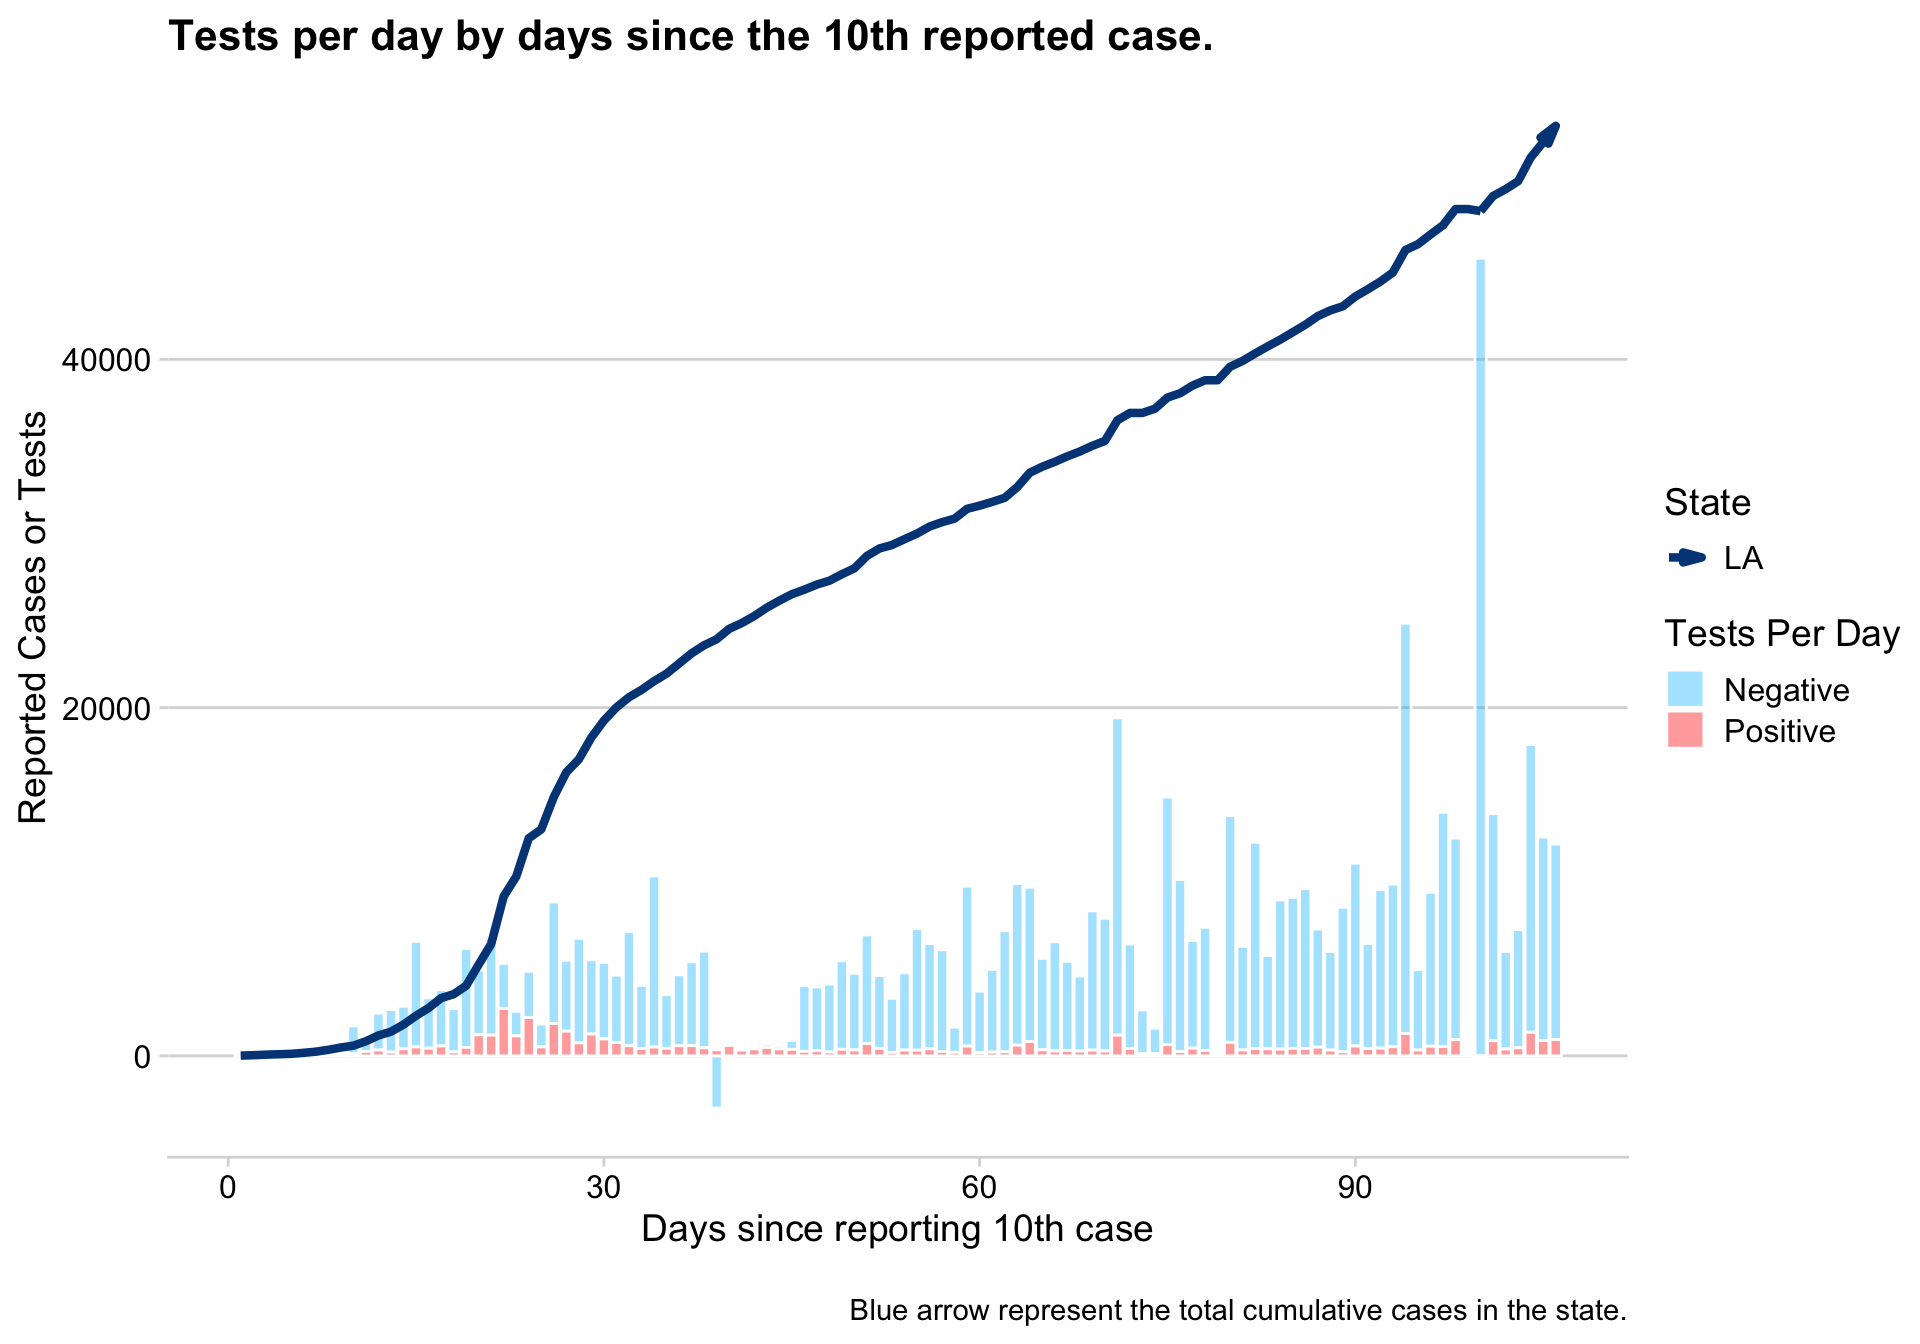 Tests per day by days since the 10th reported case.
Reported Cases or Tests
40000
20000
0
0
30
60
90
Days since reporting 10th case
State
LA
Tests Per Day
Negative
Positive
Blue arrow represent the total cumulative cases in the state.